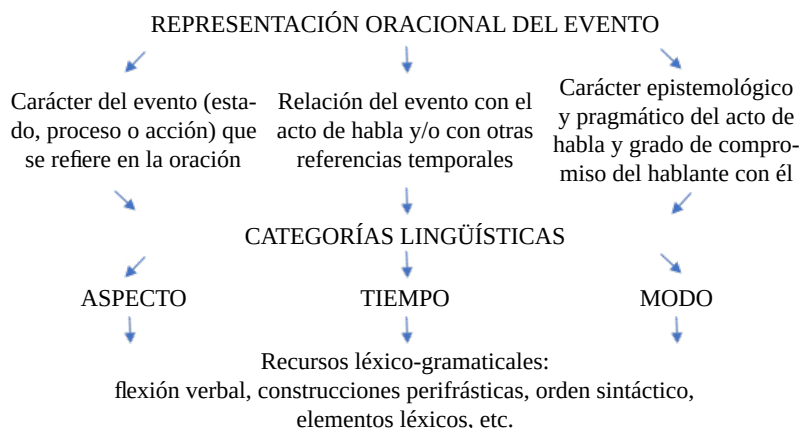 REPRESENTACIÓN ORACIONAL DEL EVENTO
Carácter del evento (esta-
do, proceso o acción) que
se refiere en la oración
Relación del evento con el
acto de habla y/o con otras
referencias temporales
Carácter epistemológico
y pragmático del acto de
habla y grado de compro-
miso del hablante con él
CATEGORÍAS LINGÜÍSTICAS
ASPECTO
TIEMPO
MODO
Recursos léxico-gramaticales:
flexión verbal, construcciones perifrásticas, orden sintáctico,
elementos léxicos, etc.